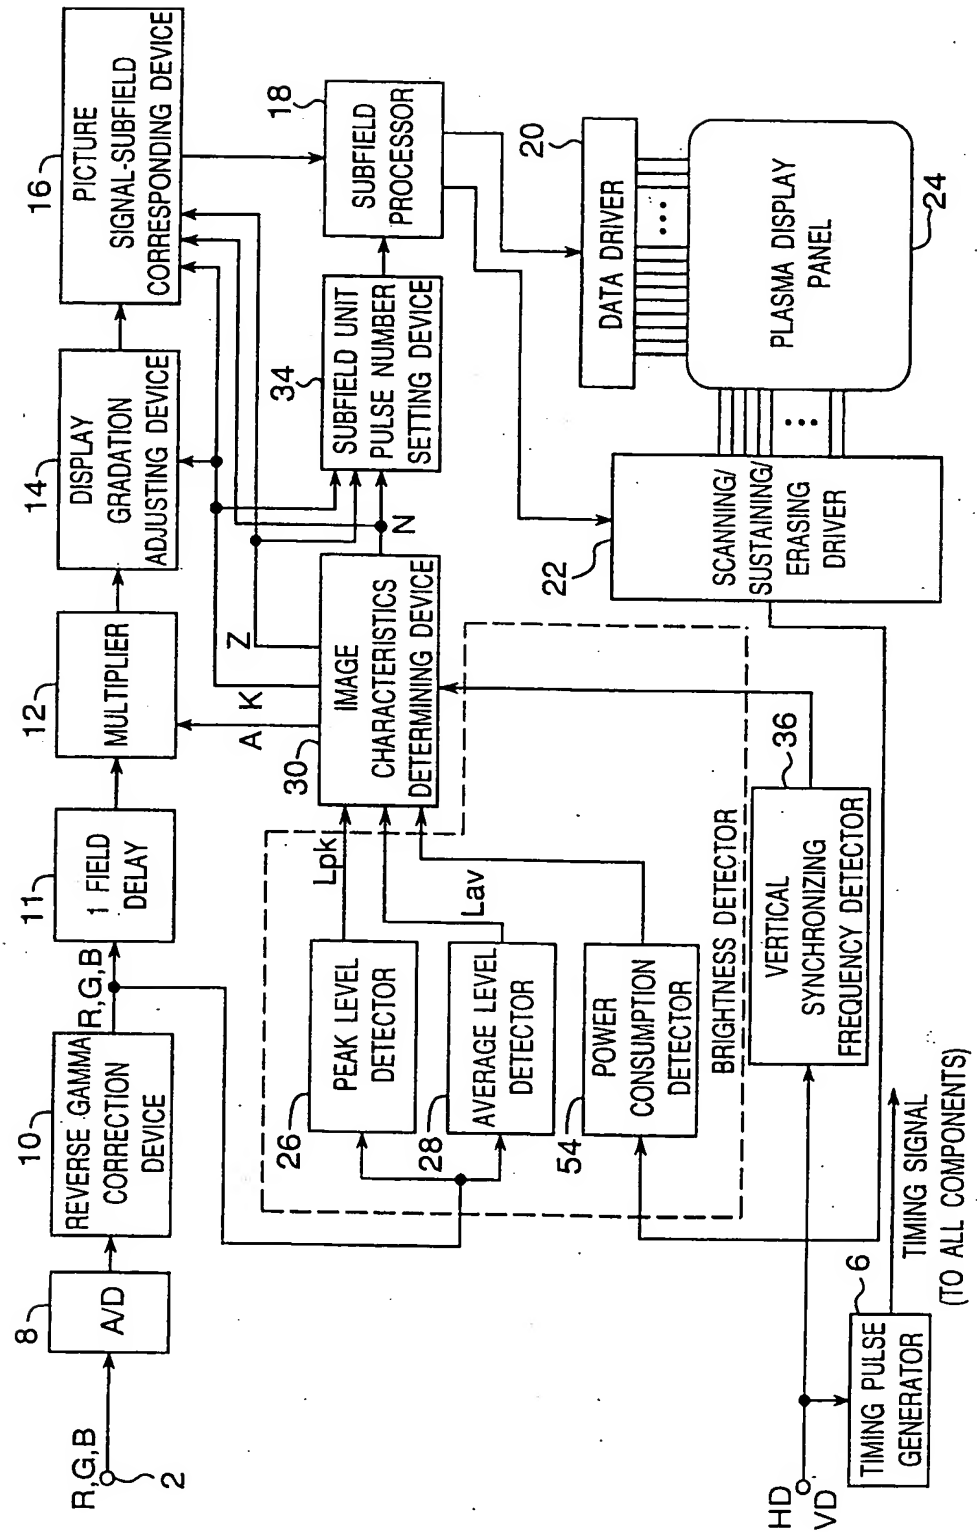 R,G,B
2
8
A/D
10
REVERSE GAMMA
CORRECTION
DEVICE
R,G,B
11
1 FIELD
DELAY
12
MULTIPLIER
14
DISPLAY
GRADATION
ADJUSTING DEVICE
16
PICTURE
SIGNAL-SUBFIELD
CORRESPONDING DEVICE
A
K
Z
N
26
PEAK LEVEL
DETECTOR
Lpk
28
AVERAGE LEVEL
DETECTOR
Lav
54
POWER
CONSUMPTION
DETECTOR
BRIGHTNESS DETECTOR
30
IMAGE
CHARACTERISTICS
DETERMINING DEVICE
34
SUBFIELD UNIT
PULSE NUMBER
SETTING DEVICE
18
SUBFIELD
PROCESSOR
36
VERTICAL
SYNCHRONIZING
FREQUENCY DETECTOR
22
SCANNING/
SUSTAINING/
ERASING
DRIVER
20
DATA DRIVER
PLASMA DISPLAY
PANEL
24
HD
VD
6
TIMING PULSE
GENERATOR
TIMING SIGNAL
(TO ALL COMPONENTS)